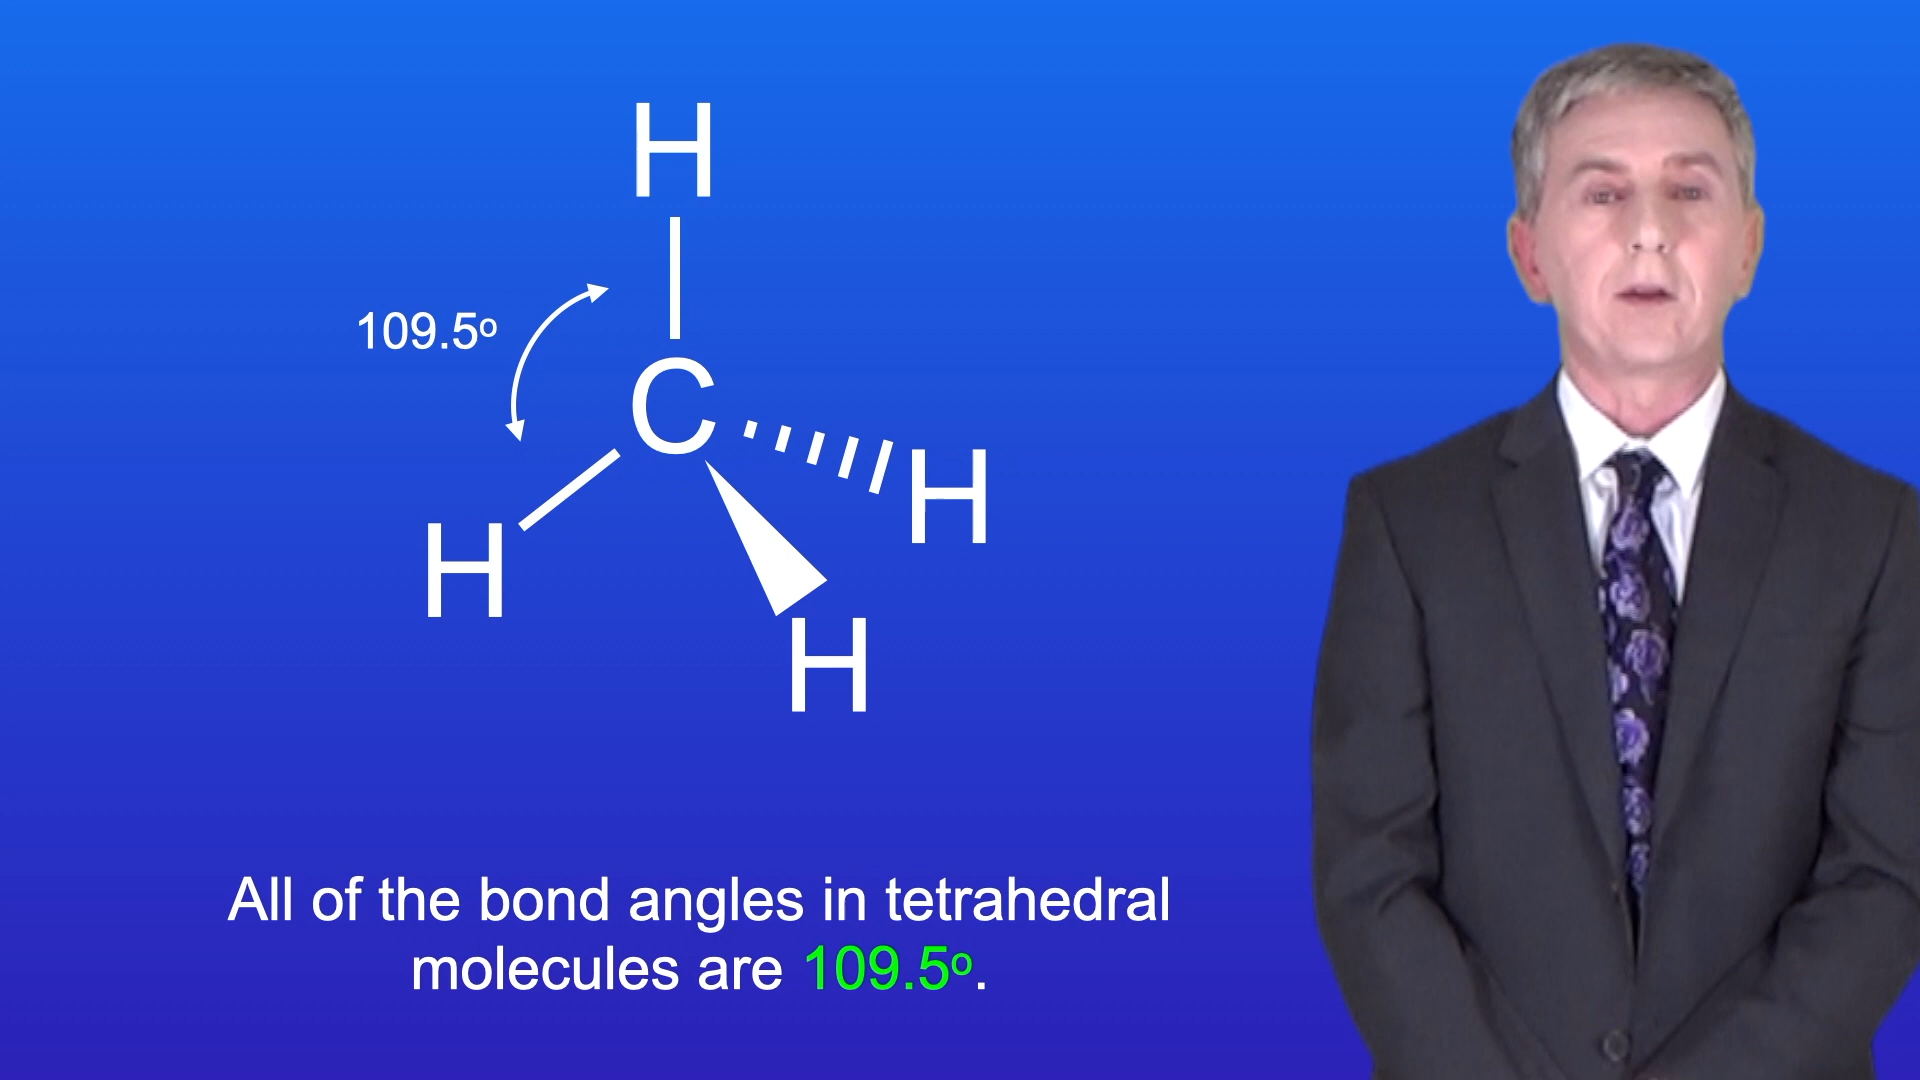 H
109.5º
C
H
H
H
All of the bond angles in tetrahedral
molecules are 109.5º.